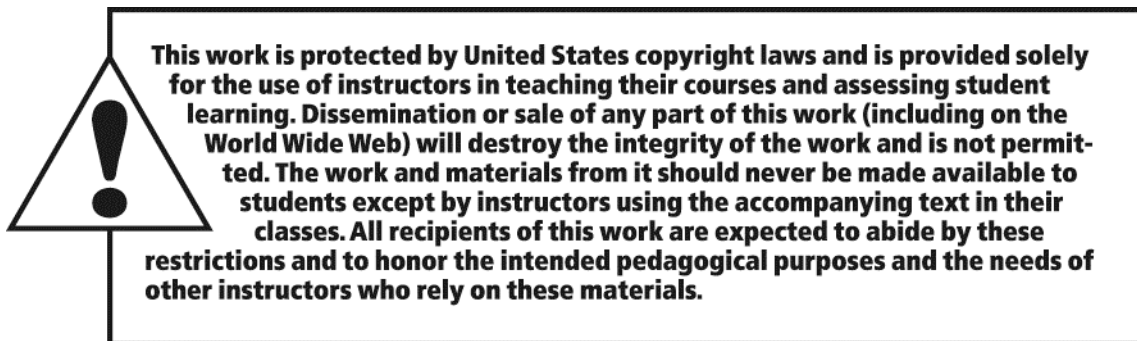 This work is protected by United States copyright laws and is provided solely
for the use of instructors in teaching their courses and assessing student
learning. Dissemination or sale of any part of this work (including on the
World Wide Web) will destroy the integrity of the work and is not permit-
ted. The work and materials from it should never be made available to
students except by instructors using the accompanying text in their
classes. All recipients of this work are expected to abide by these
restrictions and to honor the intended pedagogical purposes and the needs of
other instructors who rely on these materials.